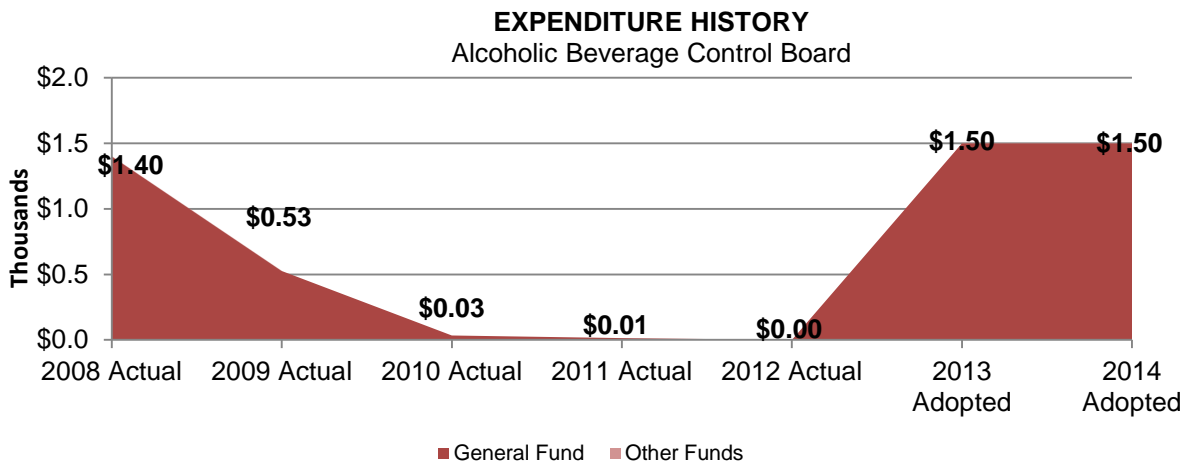 EXPENDITURE HISTORY
Alcoholic Beverage Control Board
Thousands
$2.0
$1.5
$1.0
$0.5
$0.0
$1.40
$0.53
$0.03
$0.01
$0.00
$1.50
$1.50
2008 Actual
2009 Actual
2010 Actual
2011 Actual
2012 Actual
2013
Adopted
2014
Adopted
General Fund
Other Funds